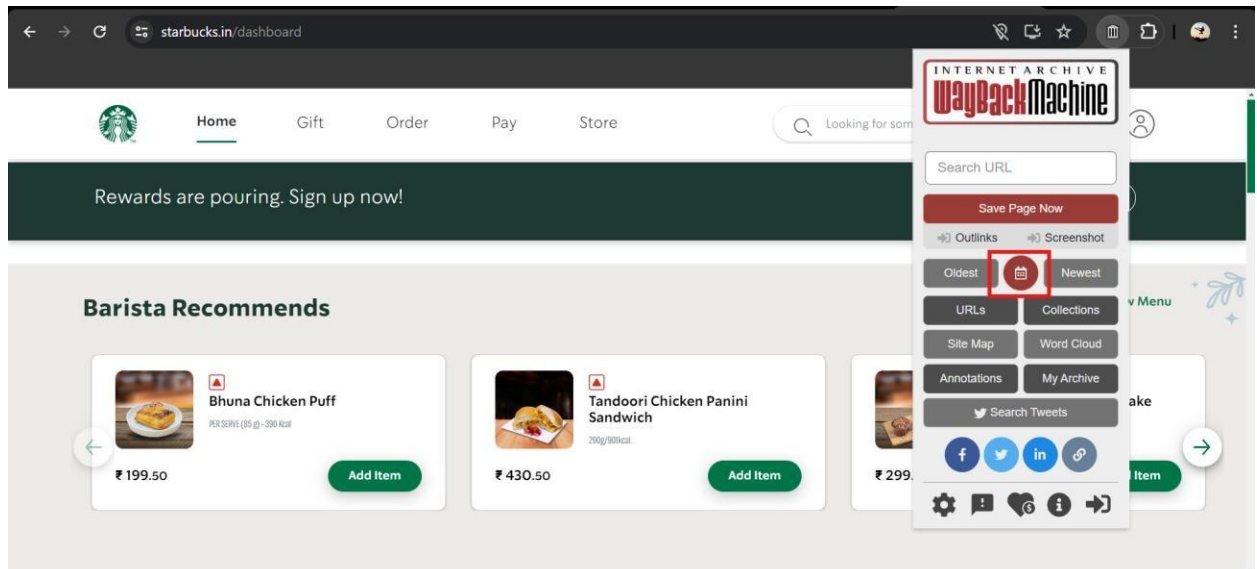 starbucks.in/dashboard
INTERNET ARCHIVE
WayBackMachine
Home
Gift
Order
Pay
Store
Looking for som
Search URL
Rewards are pouring. Sign up now!
Save Page Now
Outlinks
Screenshot
Oldest
Newest
Barista Recommends
Menu
URLs
Collections
Site Map
Word Cloud
Annotations
My Archive
Search Tweets
Bhuna Chicken Puff
PER SERVE (85 g) - 390 Kcal
₹ 199.50
Add Item
Tandoori Chicken Panini
Sandwich
290g/909kcal.
₹ 430.50
Add Item
ake
₹ 299.
Item